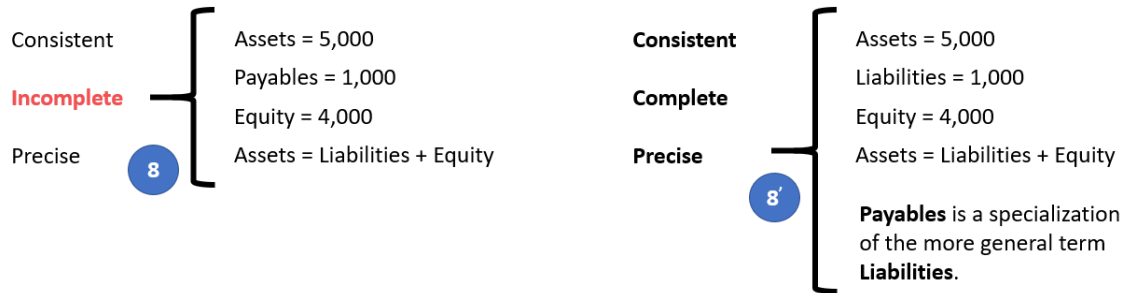 Consistent
Incomplete
Precise
8
Assets = 5,000
Payables = 1,000
Equity = 4,000
Assets = Liabilities + Equity
Consistent
Complete
Precise
8′
Assets = 5,000
Liabilities = 1,000
Equity = 4,000
Assets = Liabilities + Equity
Payables is a specialization
of the more general term
Liabilities.